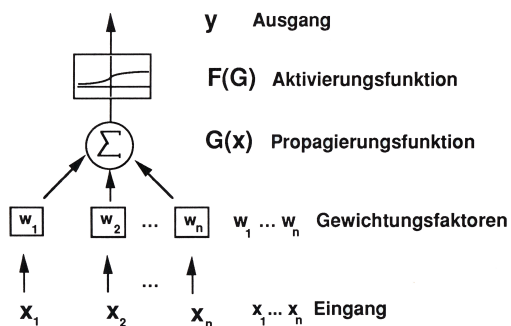 y Ausgang
F(G) Aktivierungsfunktion
Σ G(x) Propagierungsfunktion
w₁ w₂ ... wₙ w₁ ... wₙ Gewichtungsfaktoren
...
x₁ x₂ xₙ x₁... xₙ Eingang